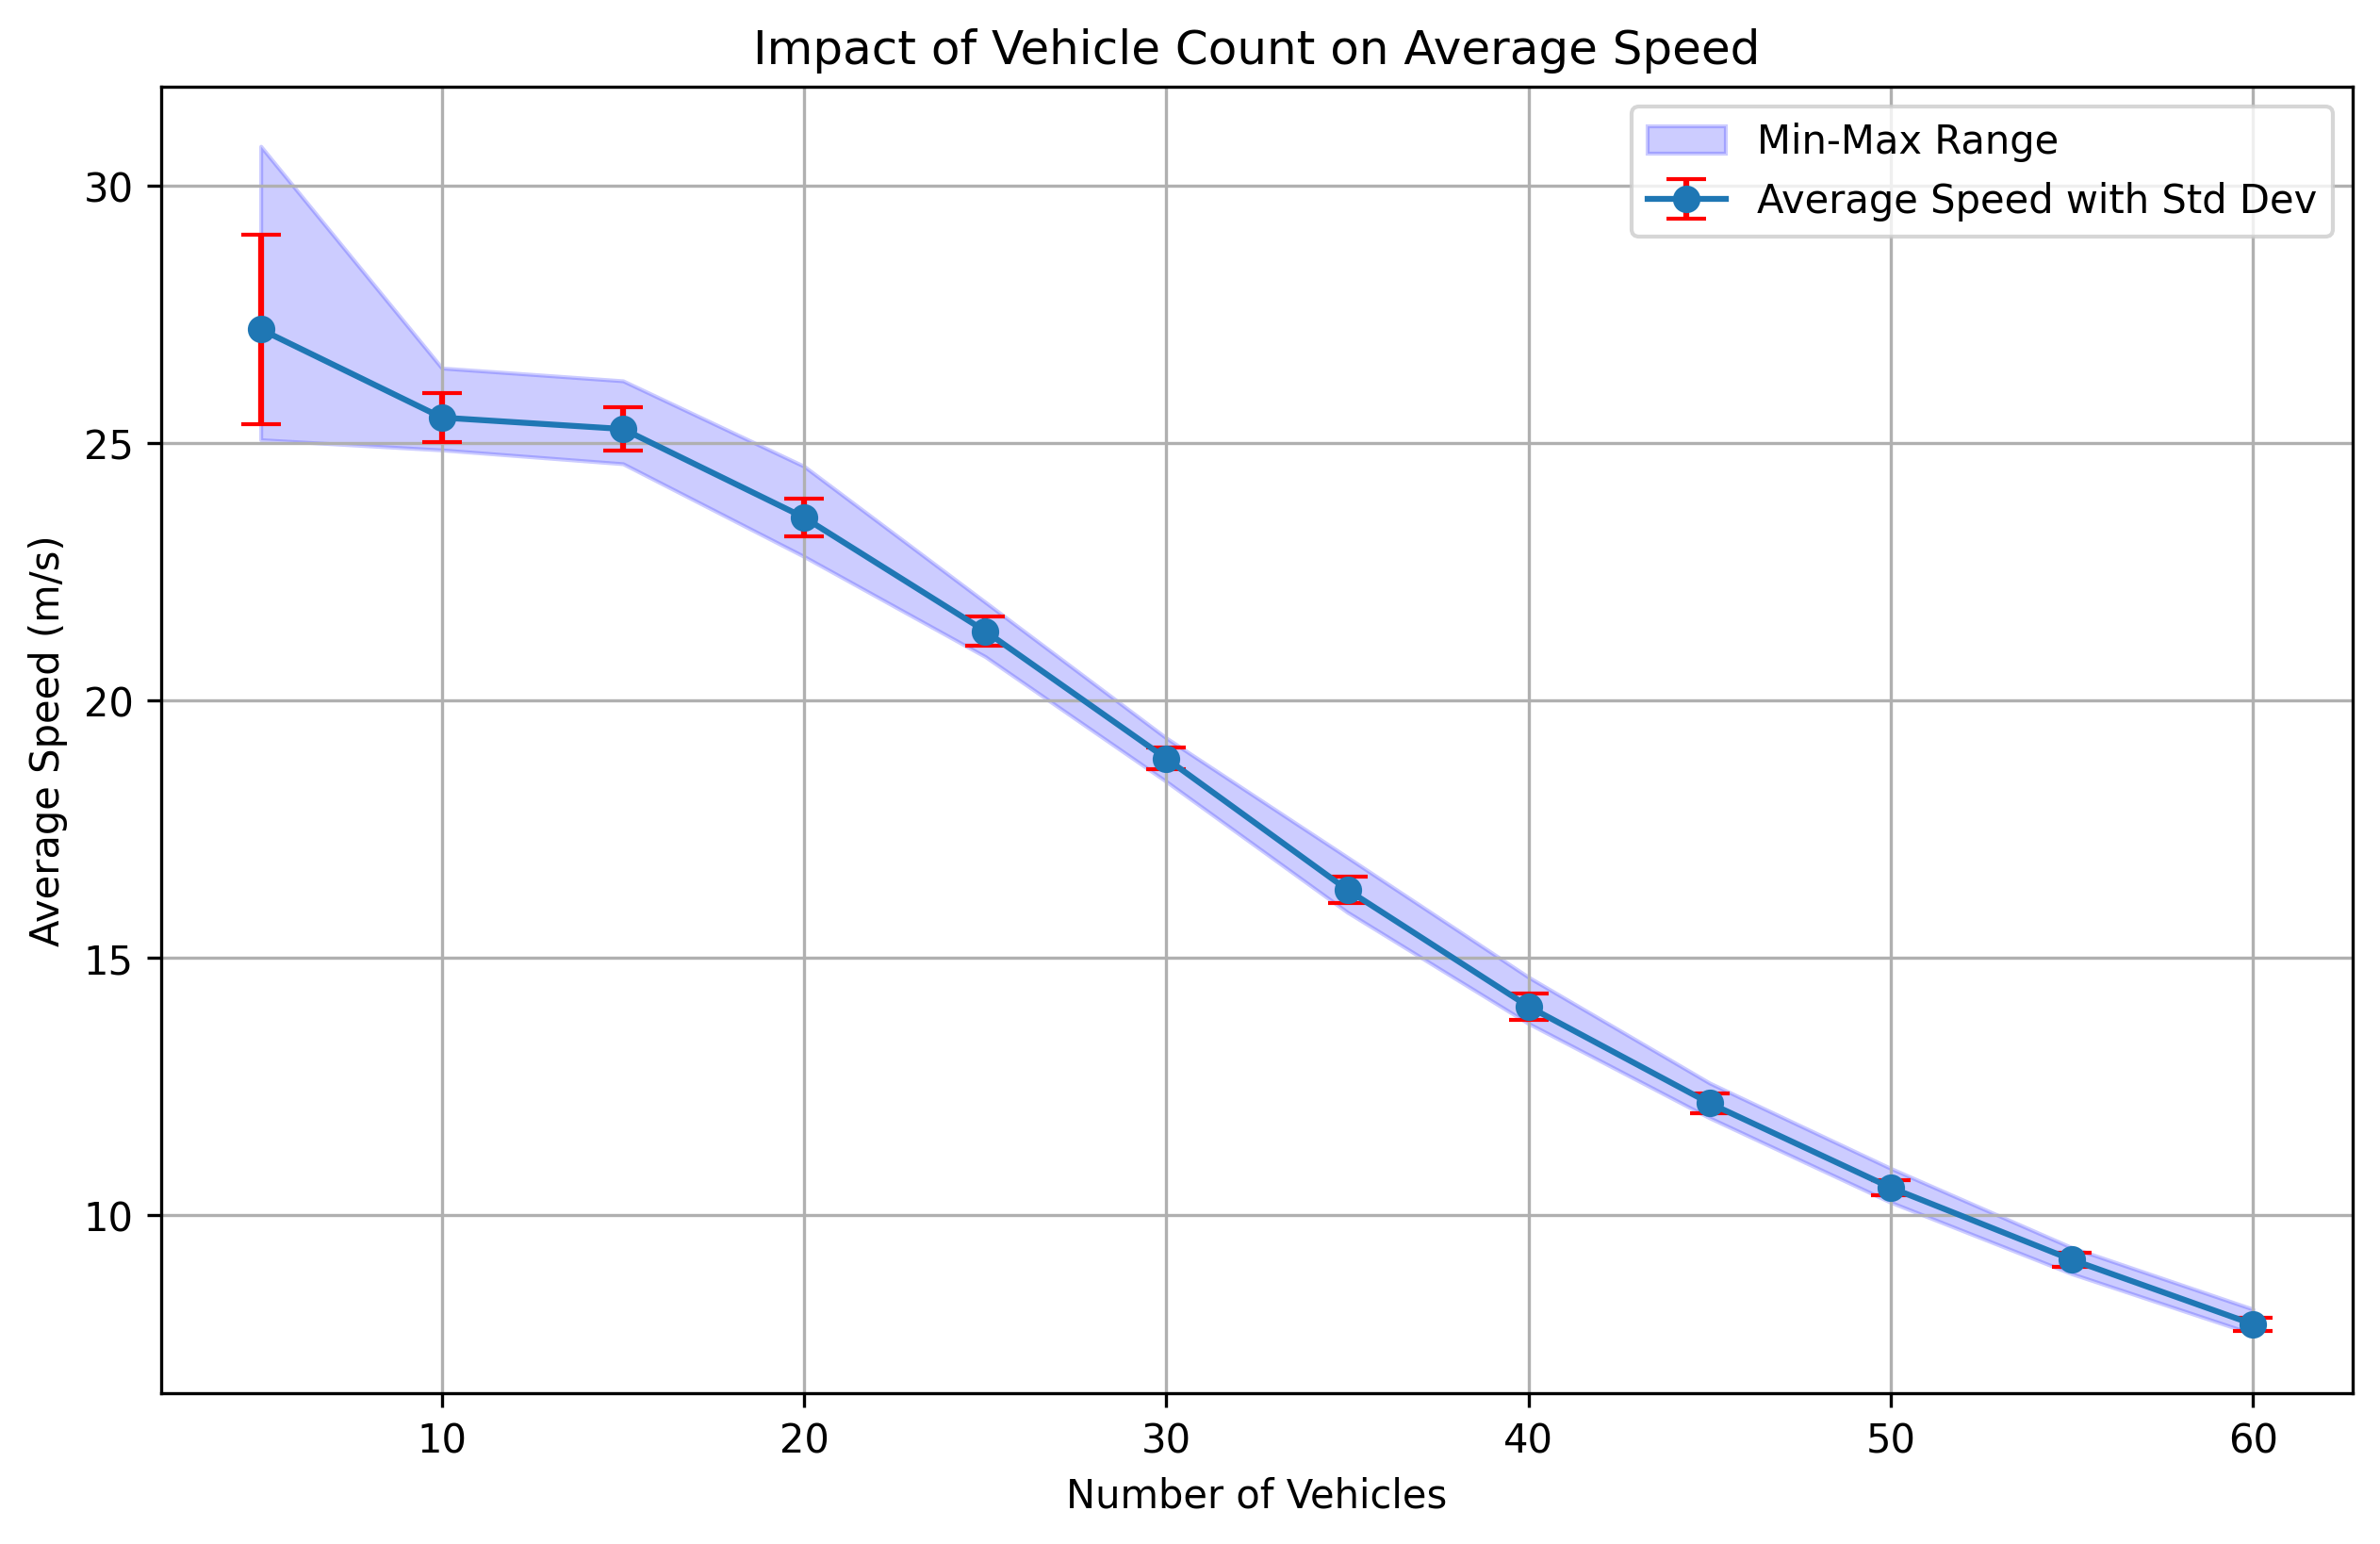 Impact of Vehicle Count on Average Speed
Min-Max Range
Average Speed with Std Dev
Average Speed (m/s)
30
25
20
15
10
10 20 30 40 50 60
Number of Vehicles